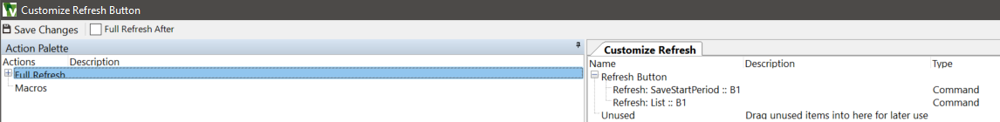 Customize Refresh Button
Save Changes Full Refresh After
Action Palette
Actions Description
Full Refresh
Macros
Customize Refresh
Name Description Type
Refresh Button
Refresh: SaveStartPeriod :: B1 Command
Refresh: List :: B1 Command
Unused Drag unused items into here for later use